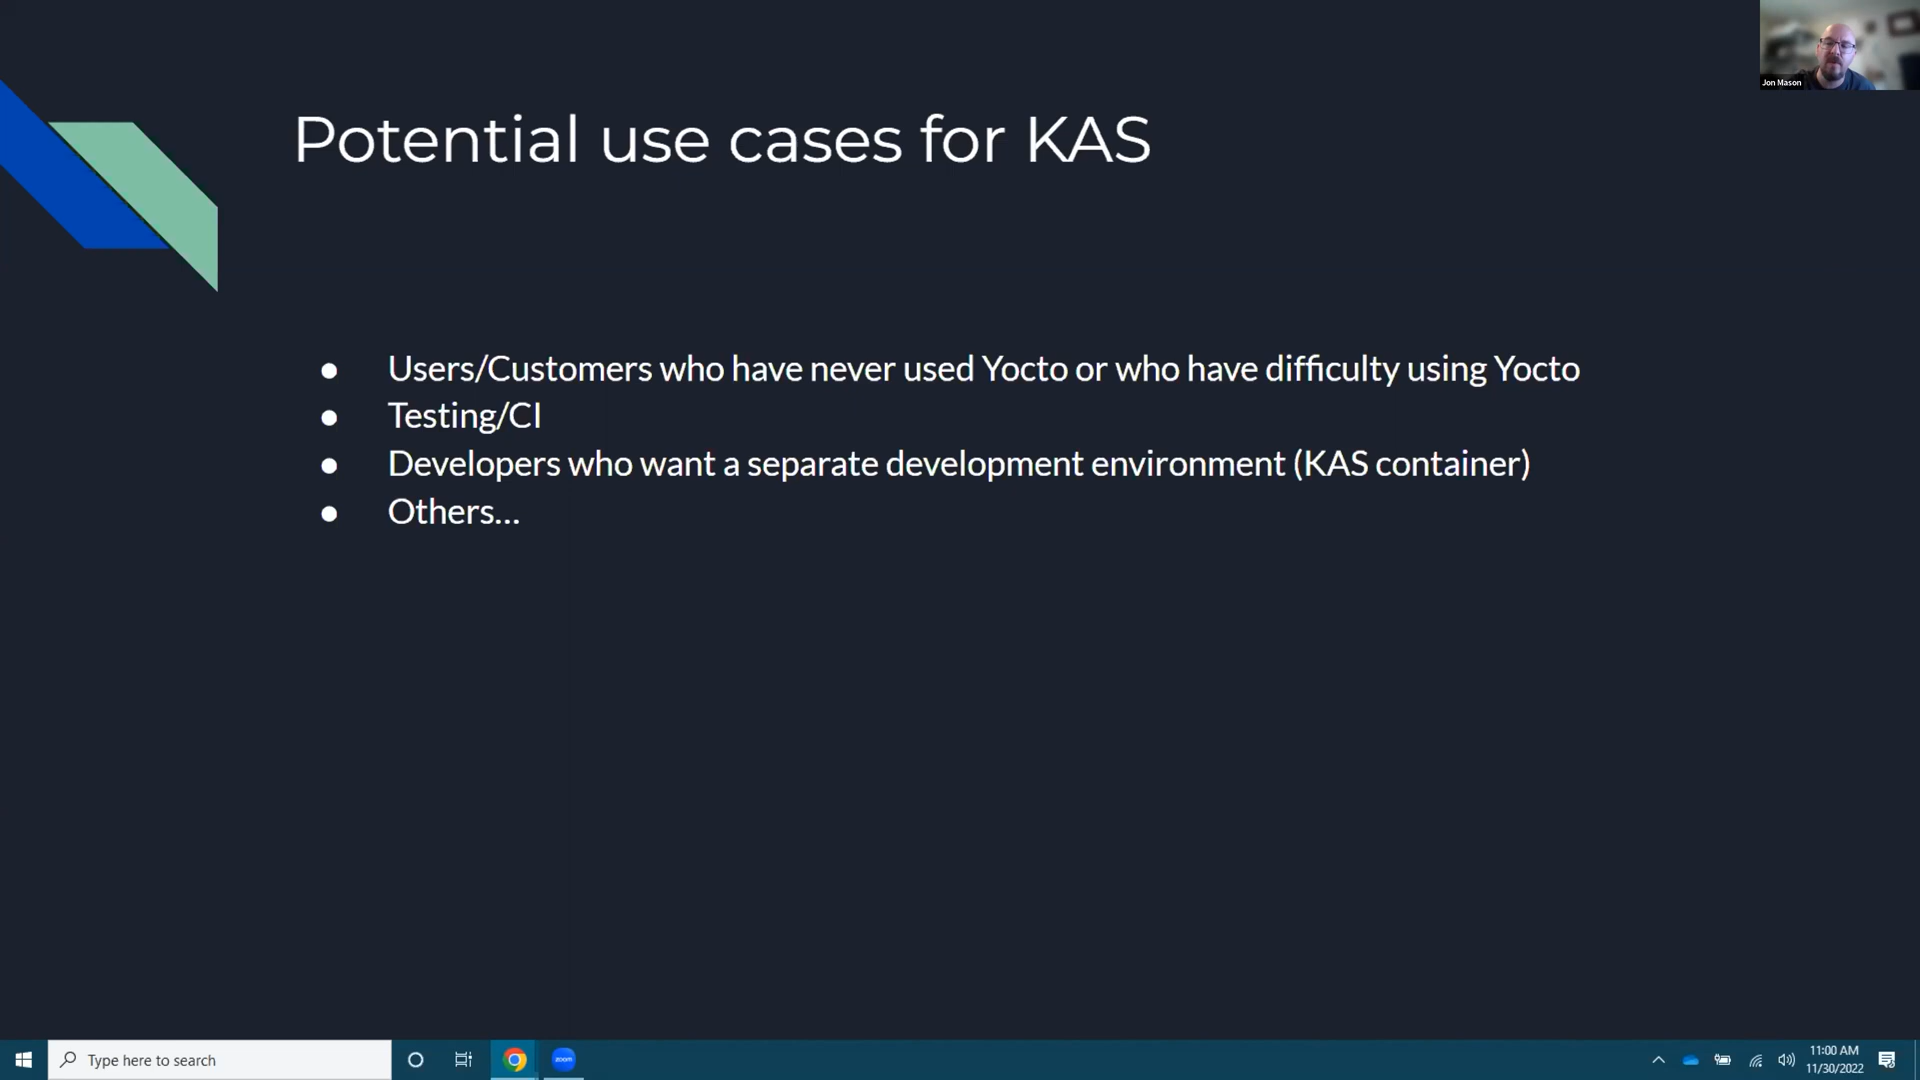 Jon Mason
Potential use cases for KAS
● Users/Customers who have never used Yocto or who have difficulty using Yocto
● Testing/CI
● Developers who want a separate development environment (KAS container)
● Others...
Type here to search
zoom
11:00 AM
11/30/2022